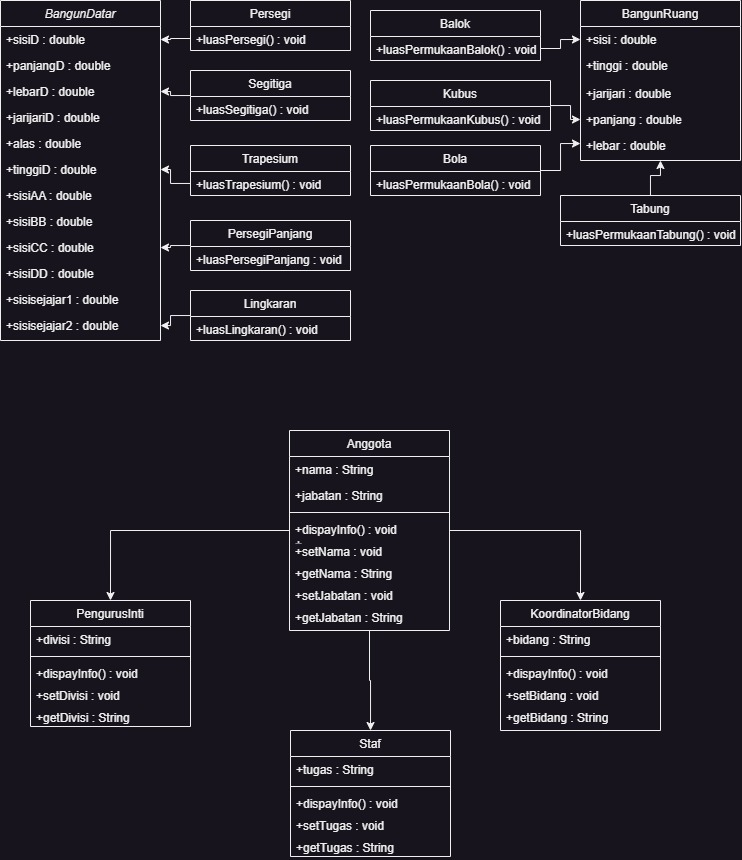 BangunDatar
+sisiD : double
+panjangD : double
+lebarD : double
+jarijariD : double
+alas : double
+tinggiD : double
+sisiAA : double
+sisiBB : double
+sisiCC : double
+sisiDD : double
+sisisejajar1 : double
+sisisejajar2 : double
Persegi
+luasPersegi() : void
Segitiga
+luasSegitiga() : void
Trapesium
+luasTrapesium() : void
PersegiPanjang
+luasPersegiPanjang : void
Lingkaran
+luasLingkaran() : void
Balok
+luasPermukaanBalok() : void
Kubus
+luasPermukaanKubus() : void
Bola
+luasPermukaanBola() : void
BangunRuang
+sisi : double
+tinggi : double
+jarijari : double
+panjang : double
+lebar : double
Tabung
+luasPermukaanTabung() : void
Anggota
+nama : String
+jabatan : String
+dispayInfo() : void
+setNama : void
+getNama : String
+setJabatan : void
+getJabatan : String
PengurusInti
+divisi : String
+dispayInfo() : void
+setDivisi : void
+getDivisi : String
KoordinatorBidang
+bidang : String
+dispayInfo() : void
+setBidang : void
+getBidang : String
Staf
+tugas : String
+dispayInfo() : void
+setTugas : void
+getTugas : String